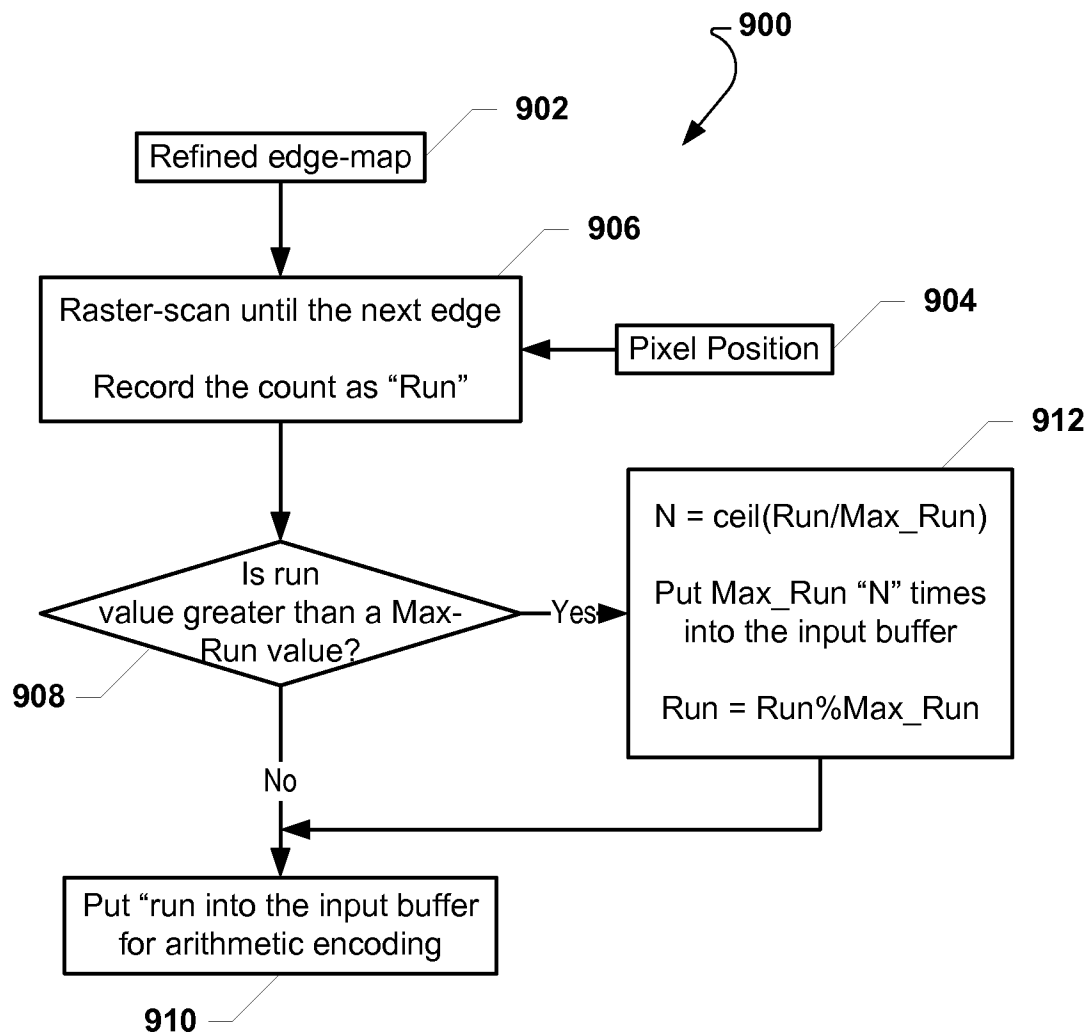 900
902
Refined edge-map
906
Raster-scan until the next edge
Record the count as “Run”
904
Pixel Position
912
N = ceil(Run/Max_Run)
Put Max_Run “N” times
into the input buffer
Run = Run%Max_Run
Is run
value greater than a Max-
Run value?
Yes
908
No
Put “run into the input buffer
for arithmetic encoding
910